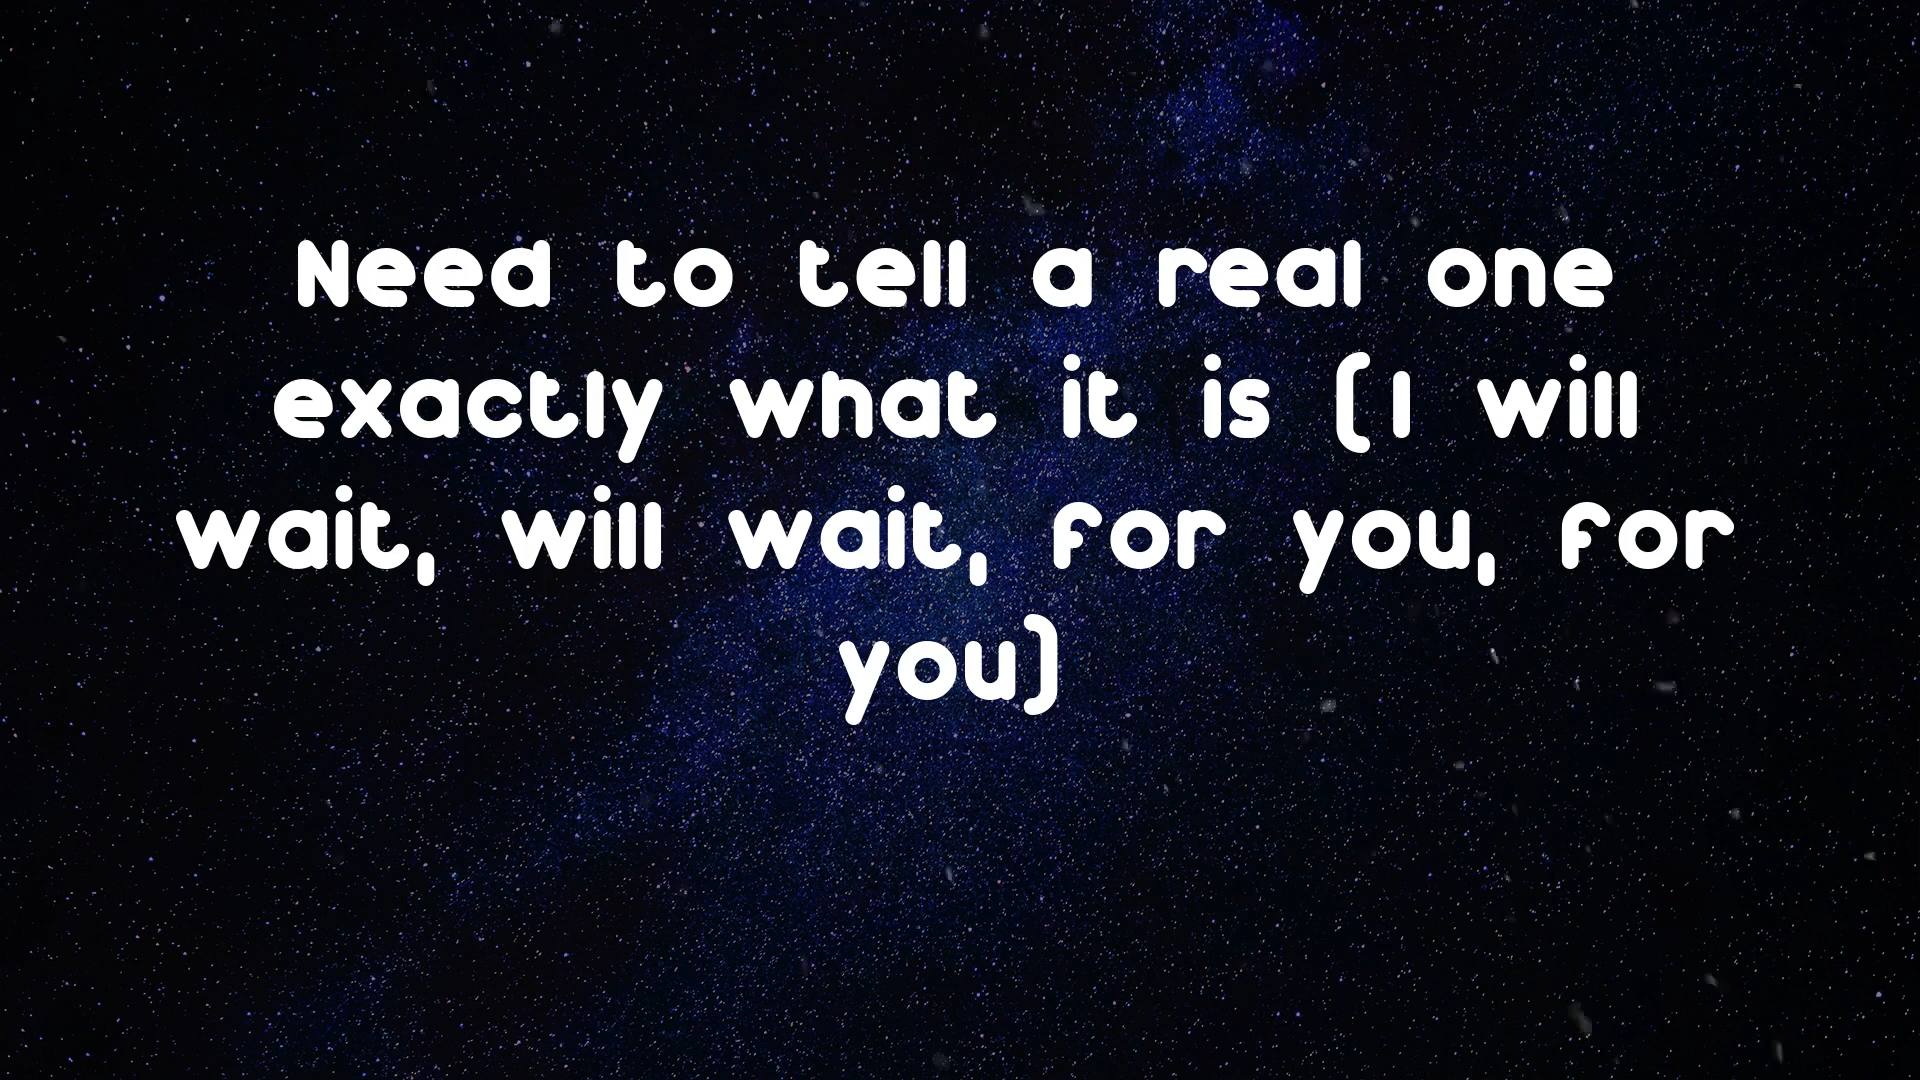 Need to tell a real one
exactly what it is (I will
wait, will wait, for you, for
you)